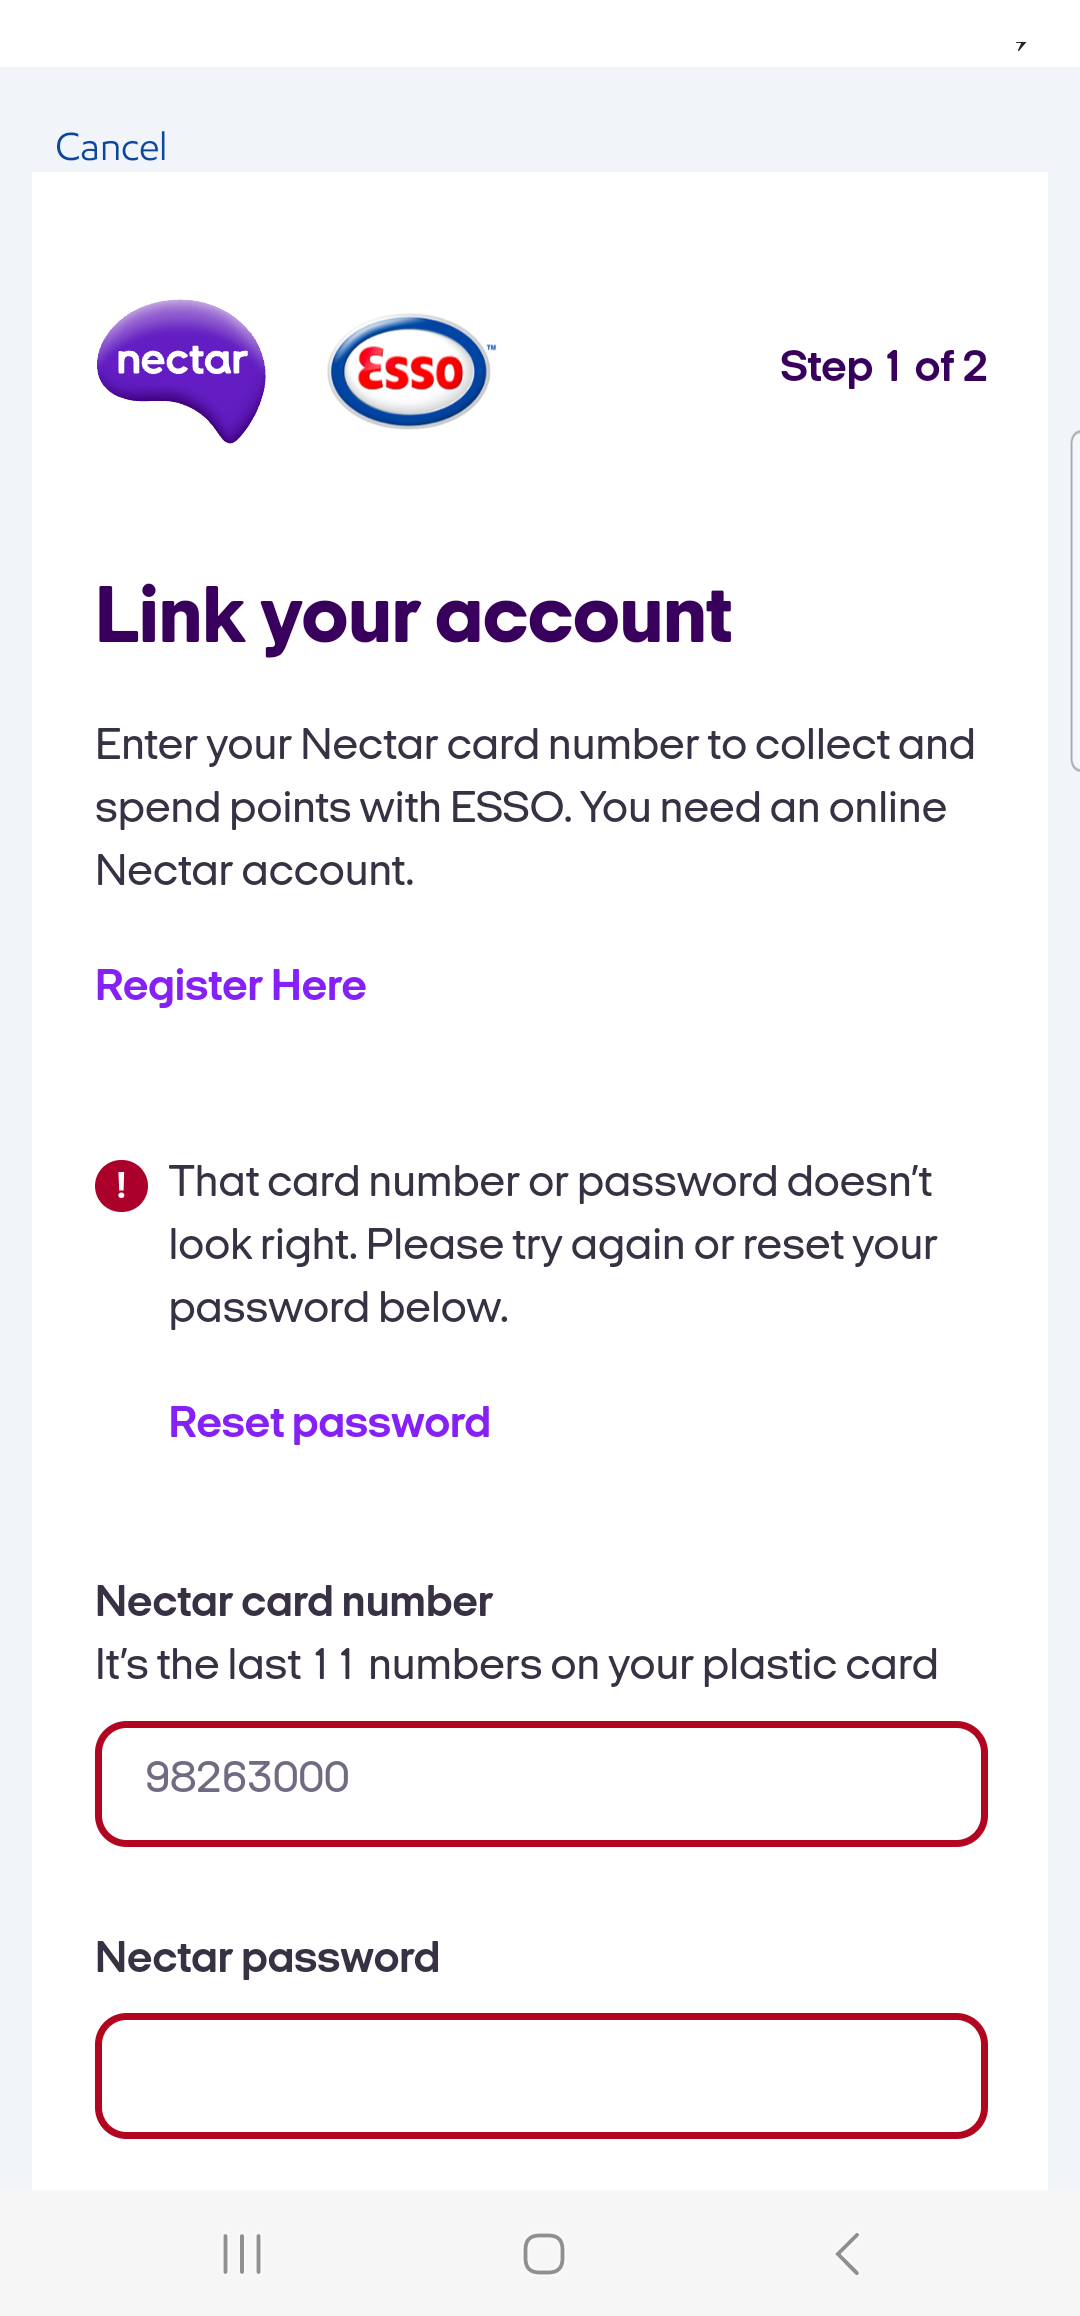 Cancel
nectar
Esso™
Step 1 of 2
Link your account
Enter your Nectar card number to collect and
spend points with ESSO. You need an online
Nectar account.
Register Here
! That card number or password doesn't
look right. Please try again or reset your
password below.
Reset password
Nectar card number
It's the last 11 numbers on your plastic card
98263000
Nectar password